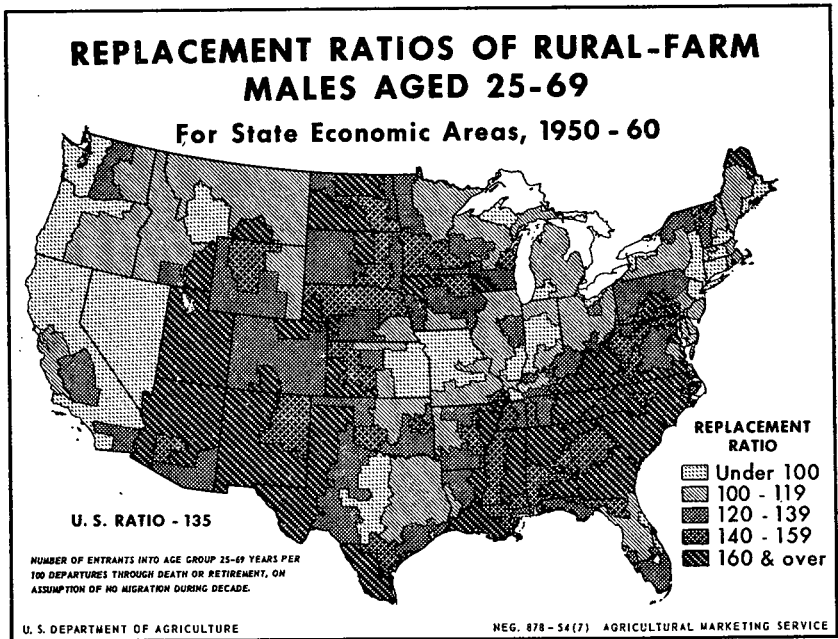 REPLACEMENT RATIOS OF RURAL-FARM
MALES AGED 25-69
For State Economic Areas, 1950 - 60
REPLACEMENT
RATIO
Under 100
100 - 119
120 - 139
140 - 159
160 & over
U. S. RATIO - 135
NUMBER OF ENTRANTS INTO AGE GROUP 25-69 YEARS PER
100 DEPARTURES THROUGH DEATH OR RETIREMENT, ON
ASSUMPTION OF NO MIGRATION DURING DECADE.
U. S. DEPARTMENT OF AGRICULTURE
NEG. 878 - 54 (7) AGRICULTURAL MARKETING SERVICE